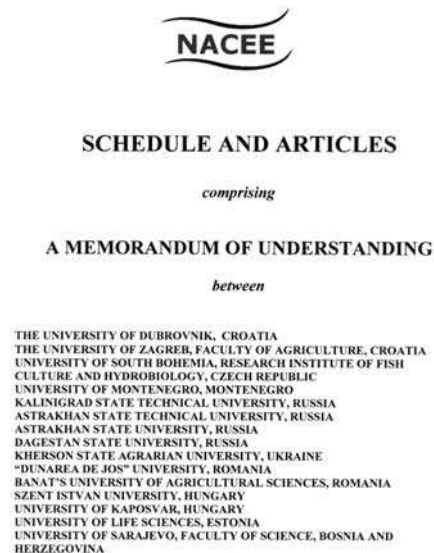 NACEE
SCHEDULE AND ARTICLES
comprising
A MEMORANDUM OF UNDERSTANDING
between
THE UNIVERSITY OF DUBROVNIK, CROATIA
THE UNIVERSITY OF ZAGREB, FACULTY OF AGRICULTURE, CROATIA
UNIVERSITY OF SOUTH BOHEMIA, RESEARCH INSTITUTE OF FISH
CULTURE AND HYDROBIOLOGY, CZECH REPUBLIC
UNIVERSITY OF MONTENEGRO, MONTENEGRO
KALINIGRAD STATE TECHNICAL UNIVERSITY, RUSSIA
ASTRAKHAN STATE TECHNICAL UNIVERSITY, RUSSIA
ASTRAKHAN STATE UNIVERSITY, RUSSIA
DAGESTAN STATE UNIVERSITY, RUSSIA
KHERSON STATE AGRARIAN UNIVERSITY, UKRAINE
"DUNAREA DE JOS" UNIVERSITY, ROMANIA
BANAT'S UNIVERSITY OF AGRICULTURAL SCIENCES, ROMANIA
SZENT ISTVAN UNIVERSITY, HUNGARY
UNIVERSITY OF KAPOSVAR, HUNGARY
UNIVERSITY OF LIFE SCIENCES, ESTONIA
UNIVERSITY OF SARAJEVO, FACULTY OF SCIENCE, BOSNIA AND
HERZEGOVINA